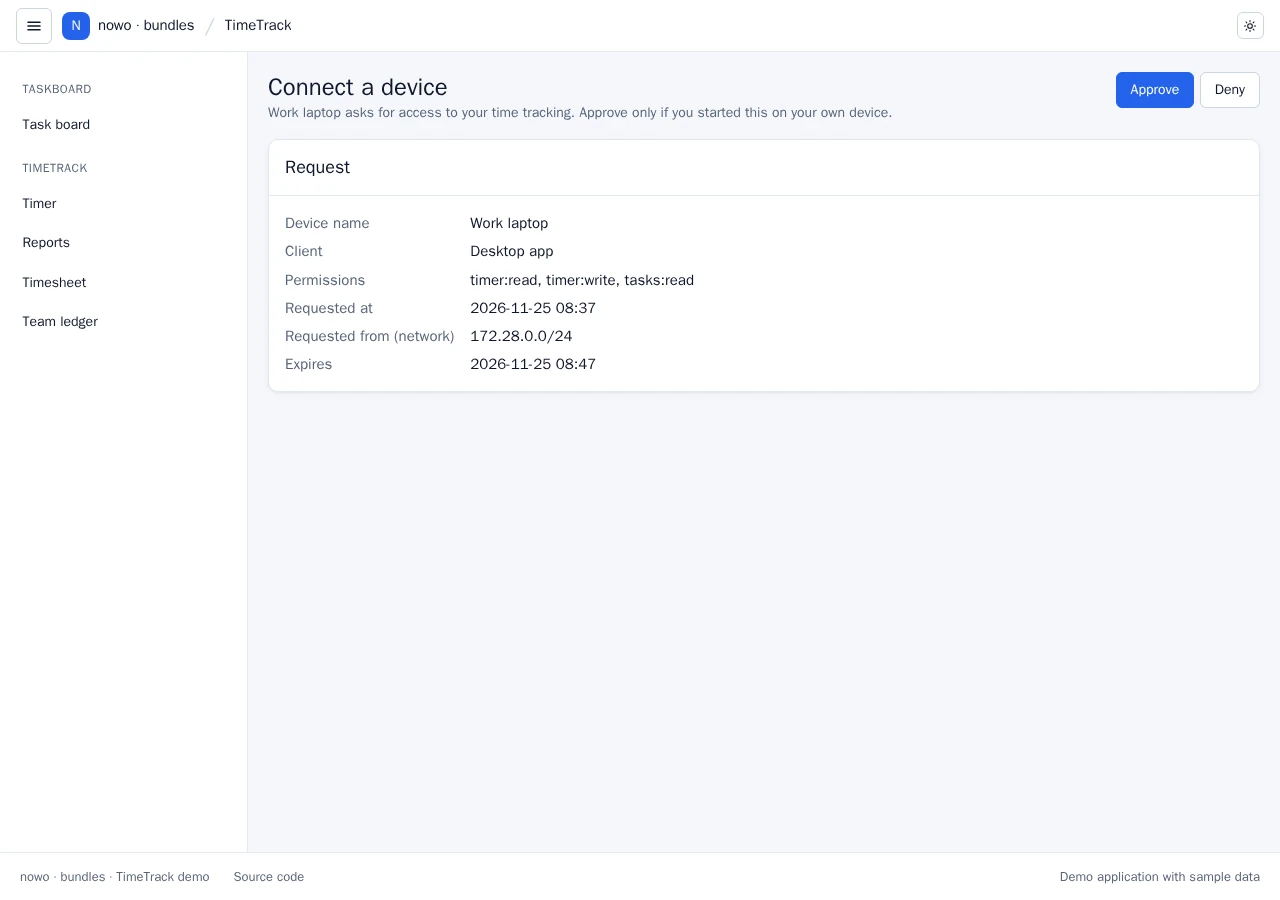 N nowo · bundles / TimeTrack
TASKBOARD
Task board
TIMETRACK
Timer
Reports
Timesheet
Team ledger
Connect a device
Work laptop asks for access to your time tracking. Approve only if you started this on your own device.
Approve Deny
Request
Device name Work laptop
Client Desktop app
Permissions timer:read, timer:write, tasks:read
Requested at 2026-11-25 08:37
Requested from (network) 172.28.0.0/24
Expires 2026-11-25 08:47
nowo · bundles · TimeTrack demo Source code Demo application with sample data